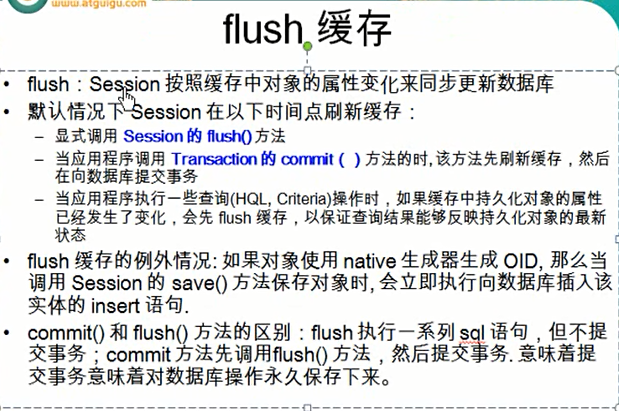 www.atguigu.com
flush 缓存
• flush：Session 按照缓存中对象的属性变化来同步更新数据库
• 默认情况下 Session 在以下时间点刷新缓存：
– 显式调用 Session 的 flush() 方法
– 当应用程序调用 Transaction 的 commit（）方法的时, 该方法先刷新缓存，然后
在向数据库提交事务
– 当应用程序执行一些查询(HQL, Criteria)操作时，如果缓存中持久化对象的属性
已经发生了变化，会先 flush 缓存，以保证查询结果能够反映持久化对象的最新
状态
• flush 缓存的例外情况: 如果对象使用 native 生成器生成 OID, 那么当
调用 Session 的 save() 方法保存对象时, 会立即执行向数据库插入该
实体的 insert 语句.
• commit() 和 flush() 方法的区别：flush 执行一系列 sql 语句，但不提
交事务；commit 方法先调用flush() 方法，然后提交事务. 意味着提
交事务意味着对数据库操作永久保存下来。